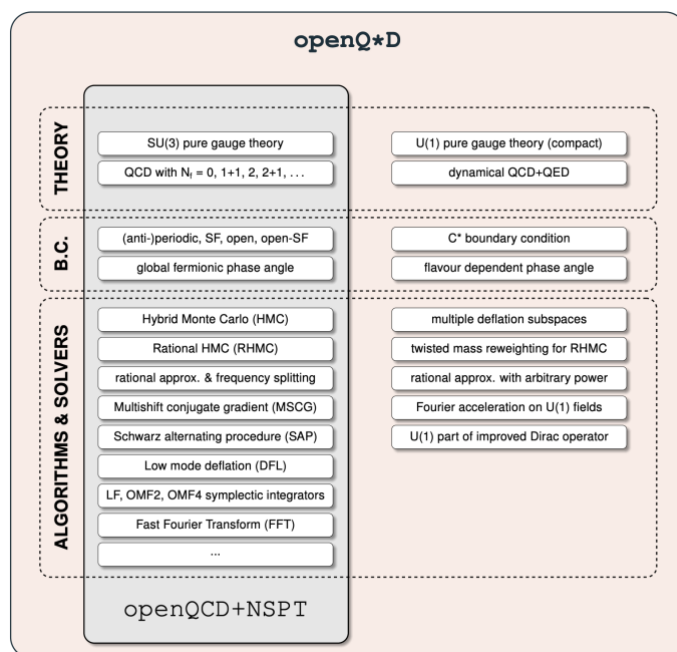 openQ*D
THEORY
SU(3) pure gauge theory
U(1) pure gauge theory (compact)
QCD with Nf = 0, 1+1, 2, 2+1, ...
dynamical QCD+QED
B.C.
(anti-)periodic, SF, open, open-SF
C* boundary condition
global fermionic phase angle
flavour dependent phase angle
ALGORITHMS & SOLVERS
Hybrid Monte Carlo (HMC)
multiple deflation subspaces
Rational HMC (RHMC)
twisted mass reweighting for RHMC
rational approx. & frequency splitting
rational approx. with arbitrary power
Multishift conjugate gradient (MSCG)
Fourier acceleration on U(1) fields
Schwarz alternating procedure (SAP)
U(1) part of improved Dirac operator
Low mode deflation (DFL)
LF, OMF2, OMF4 symplectic integrators
Fast Fourier Transform (FFT)
...
openQCD+NSPT